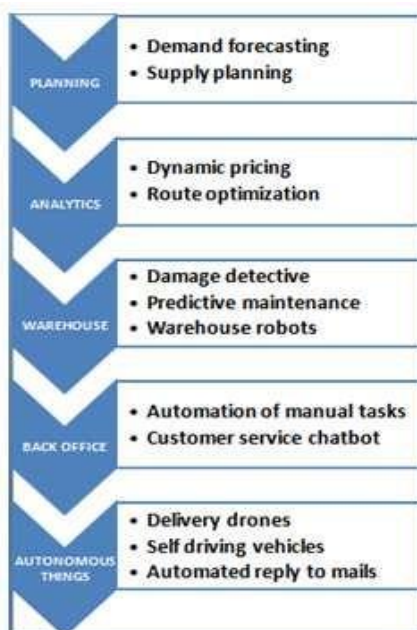 PLANNING
• Demand forecasting
• Supply planning
ANALYTICS
• Dynamic pricing
• Route optimization
WAREHOUSE
• Damage detective
• Predictive maintenance
• Warehouse robots
BACK OFFICE
• Automation of manual tasks
• Customer service chatbot
AUTONOMOUS
THINGS
• Delivery drones
• Self driving vehicles
• Automated reply to mails